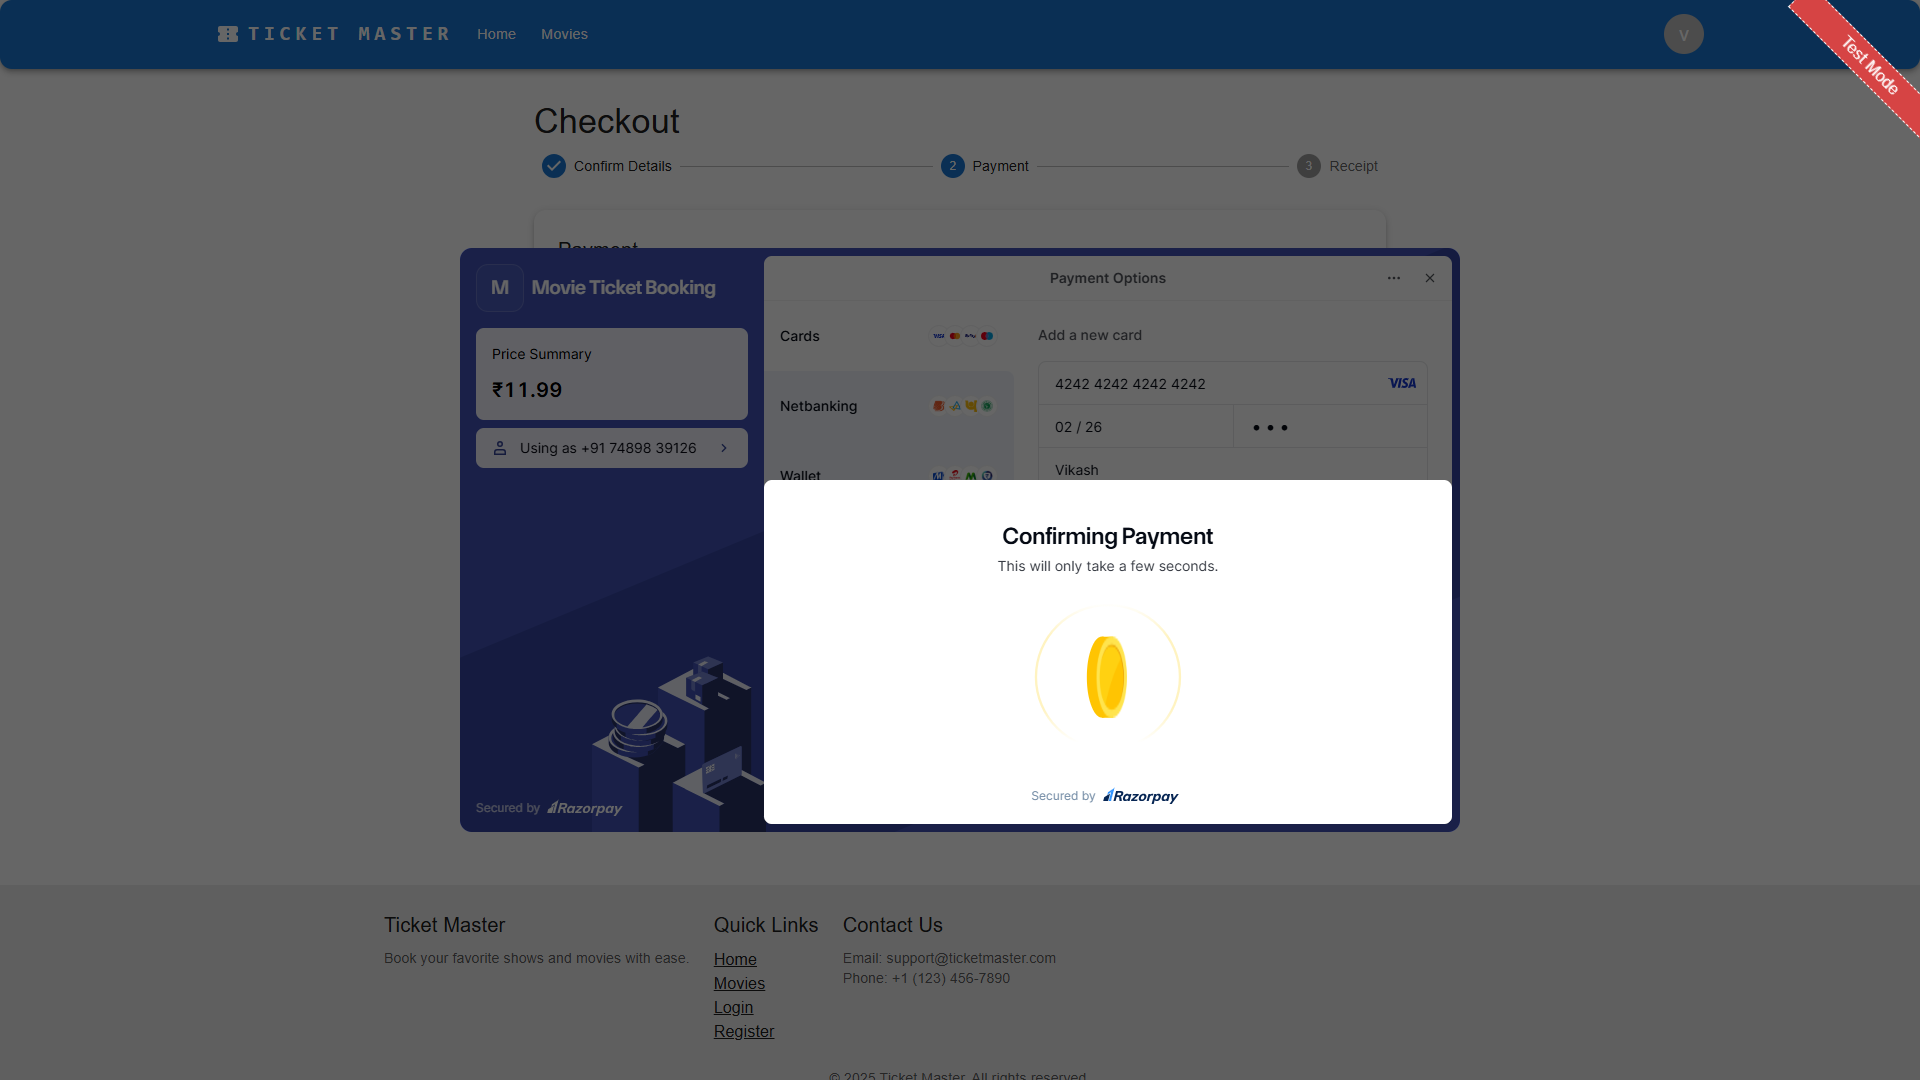 TICKET MASTER
Home
Movies
V
Test Mode
Checkout
Confirm Details
2
Payment
3
Receipt
Payment
M
Movie Ticket Booking
Price Summary
₹11.99
Using as +91 74898 39126
Secured by Razorpay
Payment Options
Cards
VISA
Netbanking
Wallet
Add a new card
4242 4242 4242 4242
VISA
02 / 26
Vikash
Confirming Payment
This will only take a few seconds.
Secured by Razorpay
Ticket Master
Book your favorite shows and movies with ease.
Quick Links
Home
Movies
Login
Register
Contact Us
Email: support@ticketmaster.com
Phone: +1 (123) 456-7890
© 2025 Ticket Master. All rights reserved.